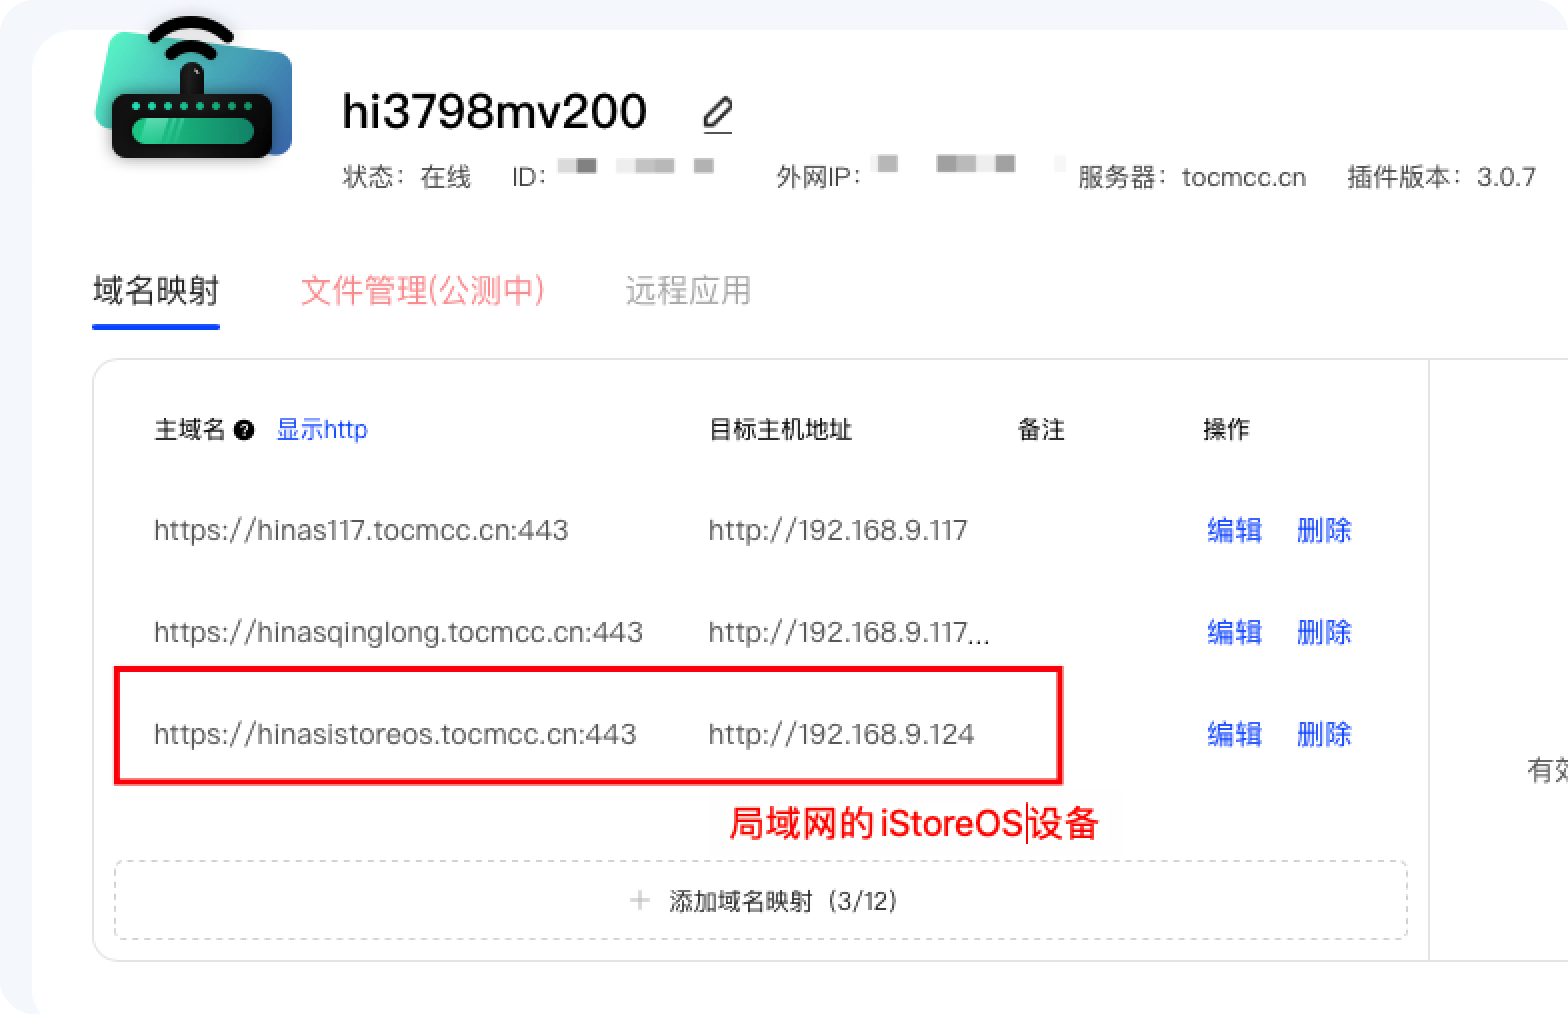 hi3798mv200
状态：在线 ID： 外网IP： 服务器：tocmcc.cn 插件版本：3.0.7
域名映射 文件管理(公测中) 远程应用
主域名 ? 显示http 目标主机地址 备注 操作
https://hinas117.tocmcc.cn:443 http://192.168.9.117 编辑 删除
https://hinasqinglong.tocmcc.cn:443 http://192.168.9.117... 编辑 删除
https://hinasistoreos.tocmcc.cn:443 http://192.168.9.124 编辑 删除
有效
局域网的 iStoreOS设备
+ 添加域名映射（3/12）